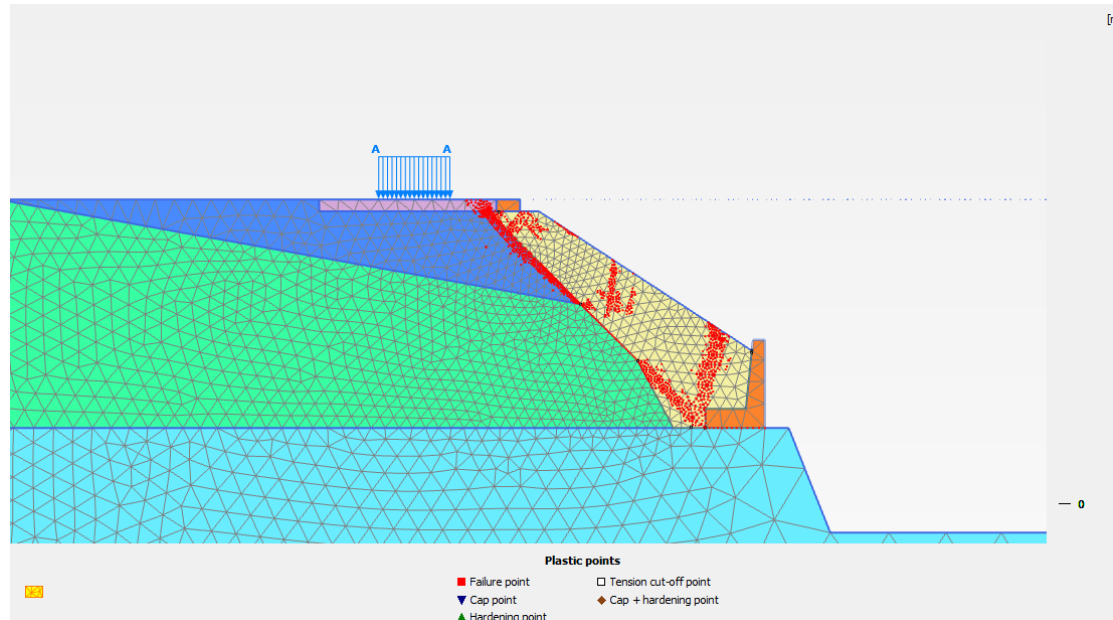 [m
A A
0
Plastic points
Failure point Tension cut-off point
Cap point Cap + hardening point
Hardening point